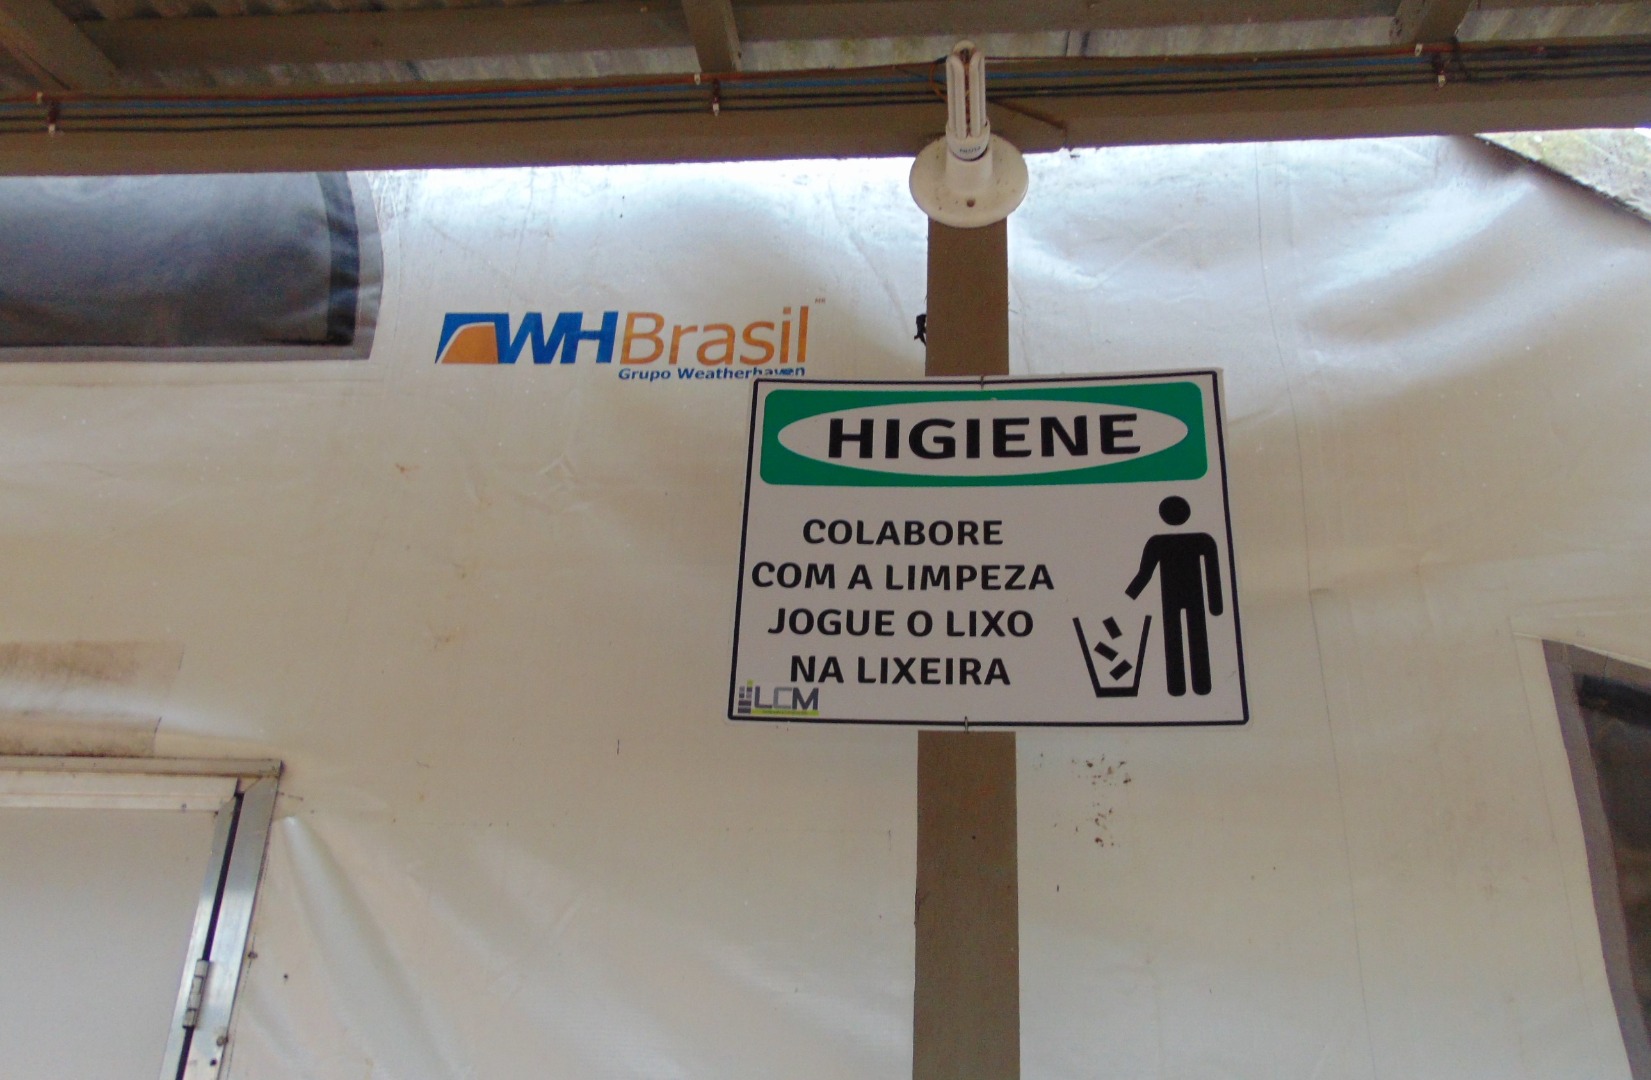 WHBrasil
Grupo Weatherhaven
HIGIENE
COLABORE
COM A LIMPEZA
JOGUE O LIXO
NA LIXEIRA
LCM